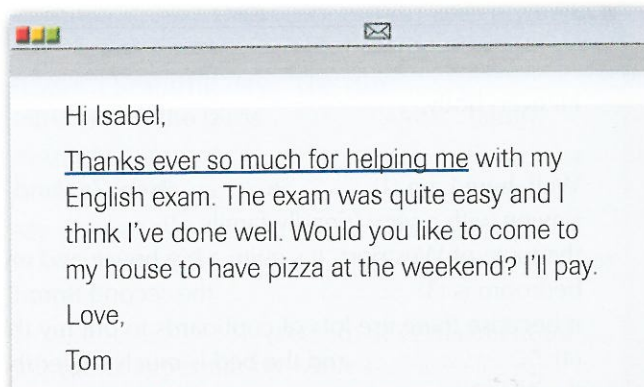 Hi Isabel,
Thanks ever so much for helping me with my
English exam. The exam was quite easy and I
think I've done well. Would you like to come to
my house to have pizza at the weekend? I'll pay.
Love,
Tom